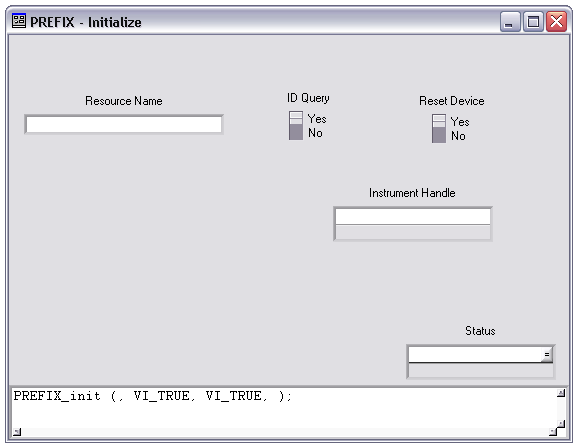 PREFIX - Initialize
Resource Name
ID Query
Yes
No
Reset Device
Yes
No
Instrument Handle
Status
=
PREFIX_init (, VI_TRUE, VI_TRUE, );